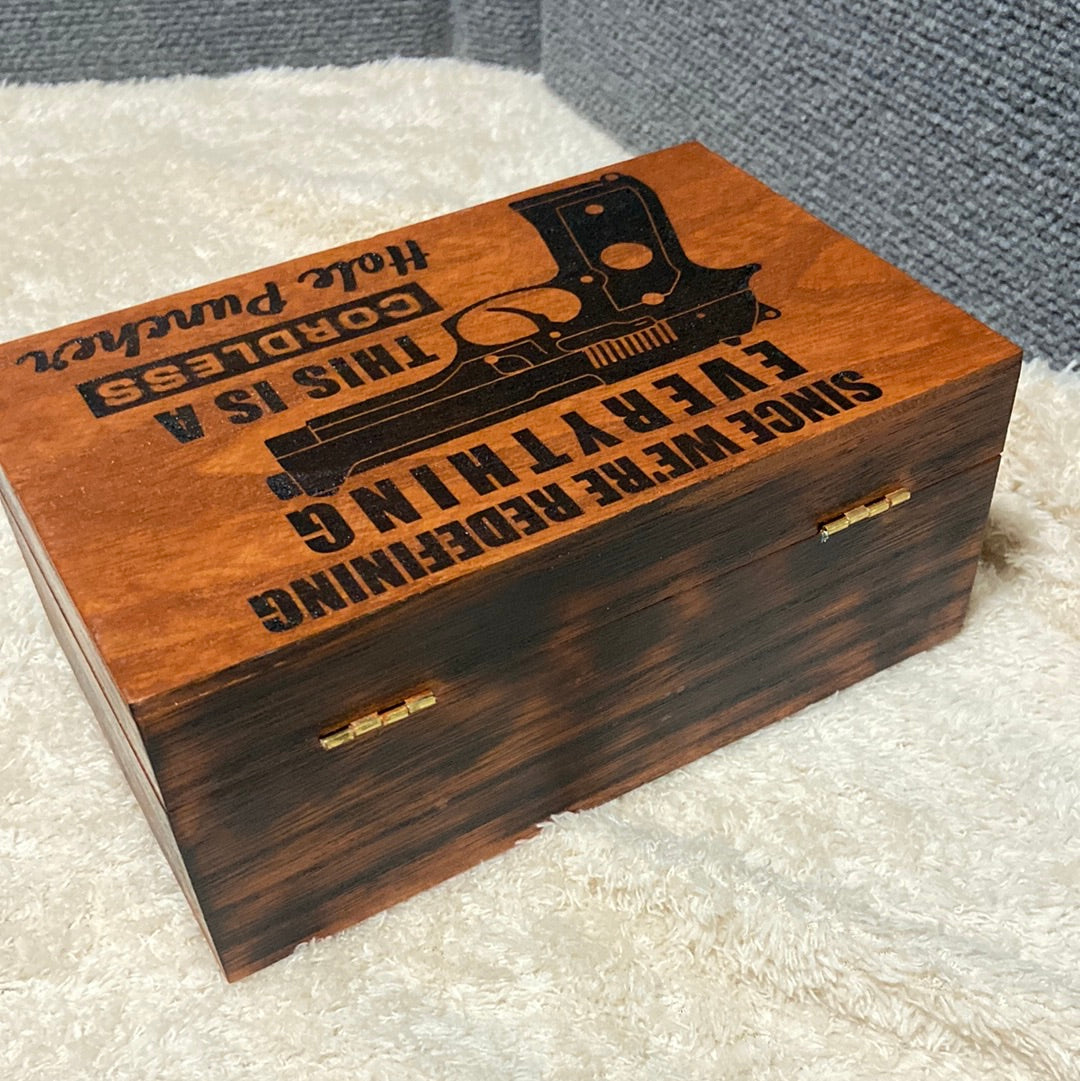 SINCE WE'RE REDEFINING
EVERYTHING
THIS IS A
CORDLESS
Hole Puncher